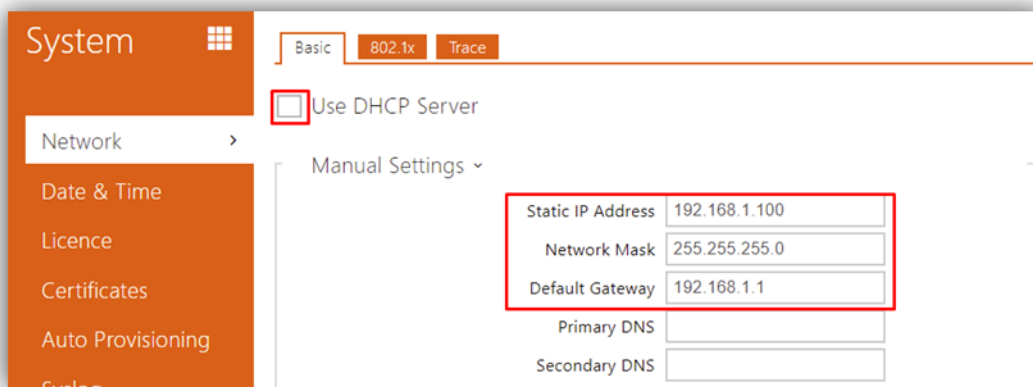 System
Basic 802.1x Trace
Use DHCP Server
Network
Manual Settings
Date & Time
Static IP Address 192.168.1.100
Licence
Network Mask 255.255.255.0
Certificates
Default Gateway 192.168.1.1
Auto Provisioning
Primary DNS
Secondary DNS